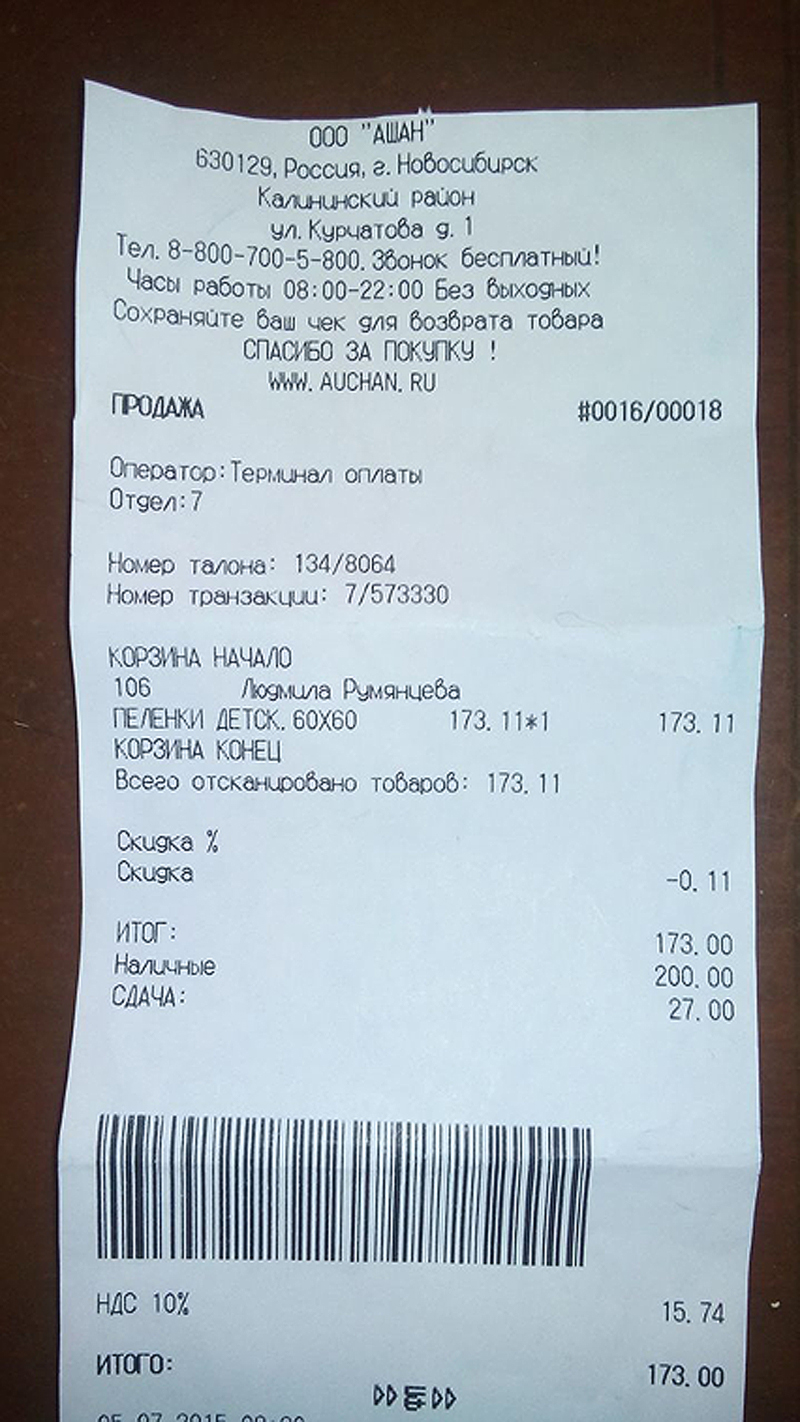 ООО "АШАН"
630129, Россия, г. Новосибирск
Калининский район
ул. Курчатова д. 1
Тел. 8-800-700-5-800. Звонок бесплатный!
Часы работы 08:00-22:00 Без выходных
Сохраняйте ваш чек для возврата товара
СПАСИБО ЗА ПОКУПКУ !
WWW. AUCHAN. RU
ПРОДАЖА #0016/00018
Оператор:Терминал оплаты
Отдел:7
Номер талона: 134/8064
Номер транзакции: 7/573330
КОРЗИНА НАЧАЛО
106 Людмила Румянцева
ПЕЛЕНКИ ДЕТСК. 60X60 173. 11*1 173. 11
КОРЗИНА КОНЕЦ
Всего отсканировано товаров: 173. 11
Скидка %
Скидка -0. 11
ИТОГ: 173. 00
Наличные 200. 00
СДАЧА: 27. 00
НДС 10% 15. 74
ИТОГО: 173. 00